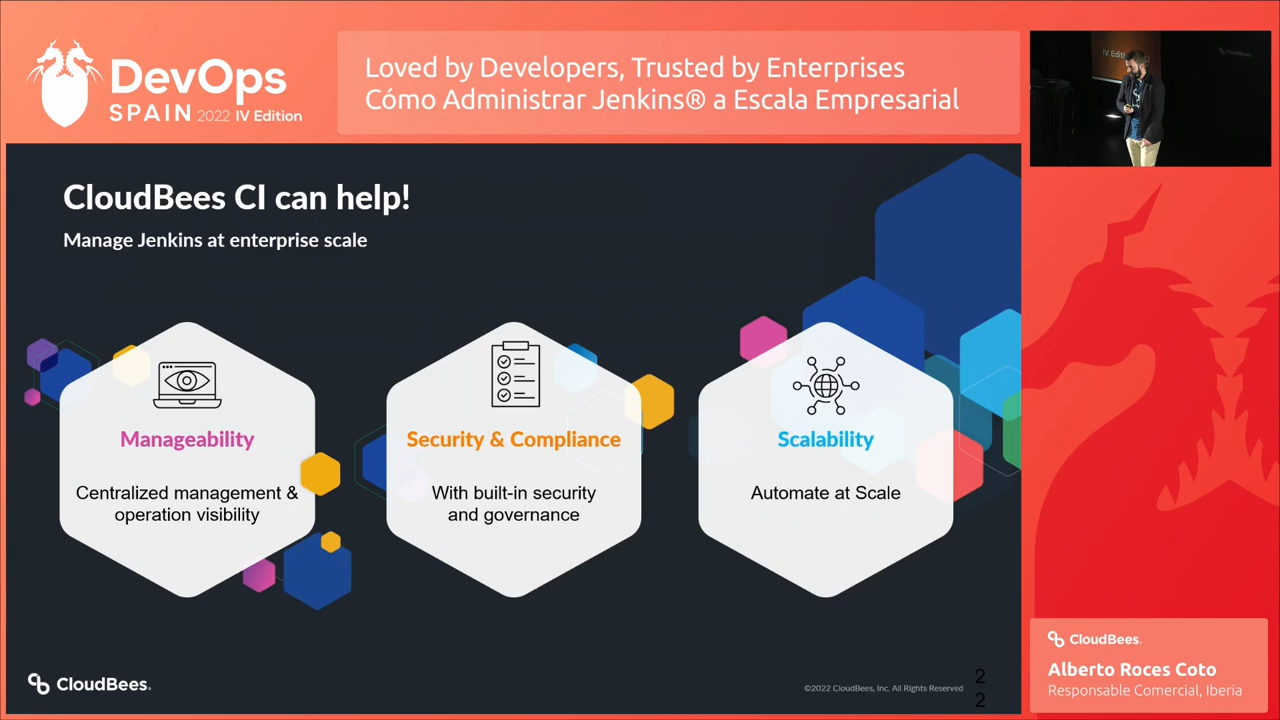 DevOps
SPAIN 2022 IV Edition
Loved by Developers, Trusted by Enterprises
Cómo Administrar Jenkins® a Escala Empresarial
IV Editi
CloudBees
CloudBees CI can help!
Manage Jenkins at enterprise scale
Manageability
Centralized management &
operation visibility
Security & Compliance
With built-in security
and governance
Scalability
Automate at Scale
CloudBees.
©2022 CloudBees, Inc. All Rights Reserved
2
2
CloudBees.
Alberto Roces Coto
Responsable Comercial, Iberia